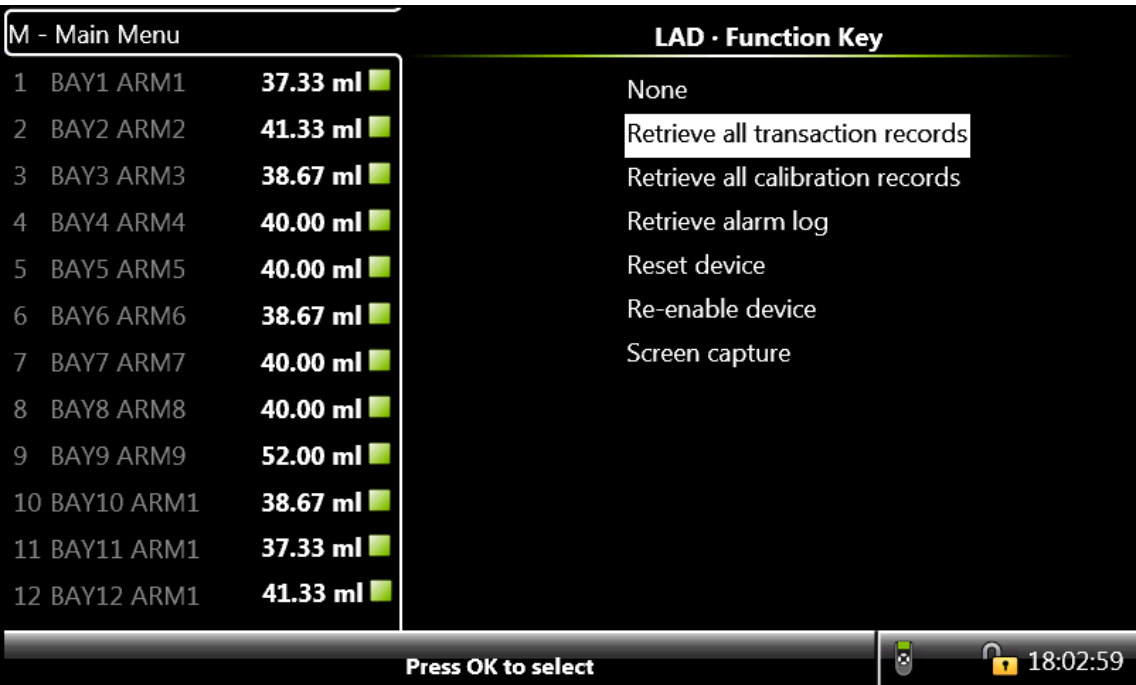 M - Main Menu
1 BAY1 ARM1 37.33 ml
2 BAY2 ARM2 41.33 ml
3 BAY3 ARM3 38.67 ml
4 BAY4 ARM4 40.00 ml
5 BAY5 ARM5 40.00 ml
6 BAY6 ARM6 38.67 ml
7 BAY7 ARM7 40.00 ml
8 BAY8 ARM8 40.00 ml
9 BAY9 ARM9 52.00 ml
10 BAY10 ARM1 38.67 ml
11 BAY11 ARM1 37.33 ml
12 BAY12 ARM1 41.33 ml
LAD · Function Key
None
Retrieve all transaction records
Retrieve all calibration records
Retrieve alarm log
Reset device
Re-enable device
Screen capture
Press OK to select
18:02:59